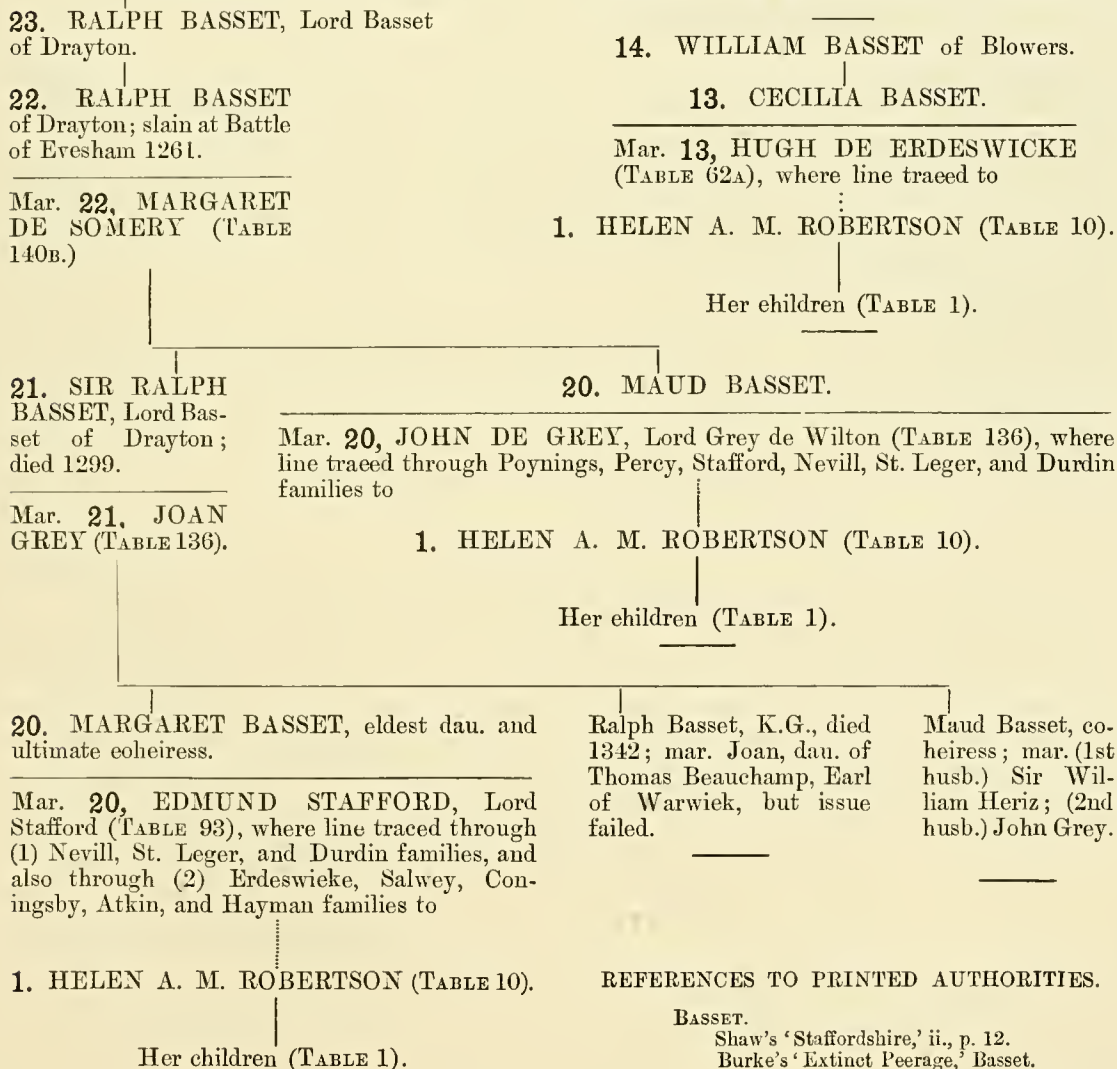 23. RALPH BASSET, Lord Basset
of Drayton.
22. RALPH BASSET
of Drayton; slain at Battle
of Evesham 1261.
Mar. 22, MARGARET
DE SOMERY (TABLE
140B.)
14. WILLIAM BASSET of Blowers.
13. CECILIA BASSET.
Mar. 13, HUGH DE ERDESWICKE
(TABLE 62A), where line traced to
1. HELEN A. M. ROBERTSON (TABLE 10).
Her children (TABLE 1).
21. SIR RALPH
BASSET, Lord Bas-
set of Drayton;
died 1299.
Mar. 21, JOAN
GREY (TABLE 136).
20. MAUD BASSET.
Mar. 20, JOHN DE GREY, Lord Grey de Wilton (TABLE 136), where
line traced through Poynings, Percy, Stafford, Nevill, St. Leger, and Durdin
families to
1. HELEN A. M. ROBERTSON (TABLE 10).
Her children (TABLE 1).
20. MARGARET BASSET, eldest dau. and
ultimate coheiress.
Mar. 20, EDMUND STAFFORD, Lord
Stafford (TABLE 93), where line traced through
(1) Nevill, St. Leger, and Durdin families, and
also through (2) Erdeswicke, Salwey, Con-
ingsby, Atkin, and Hayman families to
1. HELEN A. M. ROBERTSON (TABLE 10).
Her children (TABLE 1).
Ralph Basset, K.G., died
1342; mar. Joan, dau. of
Thomas Beauchamp, Earl
of Warwick, but issue
failed.
Maud Basset, co-
heiress; mar. (1st
husb.) Sir Wil-
liam Heriz; (2nd
husb.) John Grey.
REFERENCES TO PRINTED AUTHORITIES.
BASSET.
Shaw's 'Staffordshire,' ii., p. 12.
Burke's 'Extinct Peerage,' Basset.